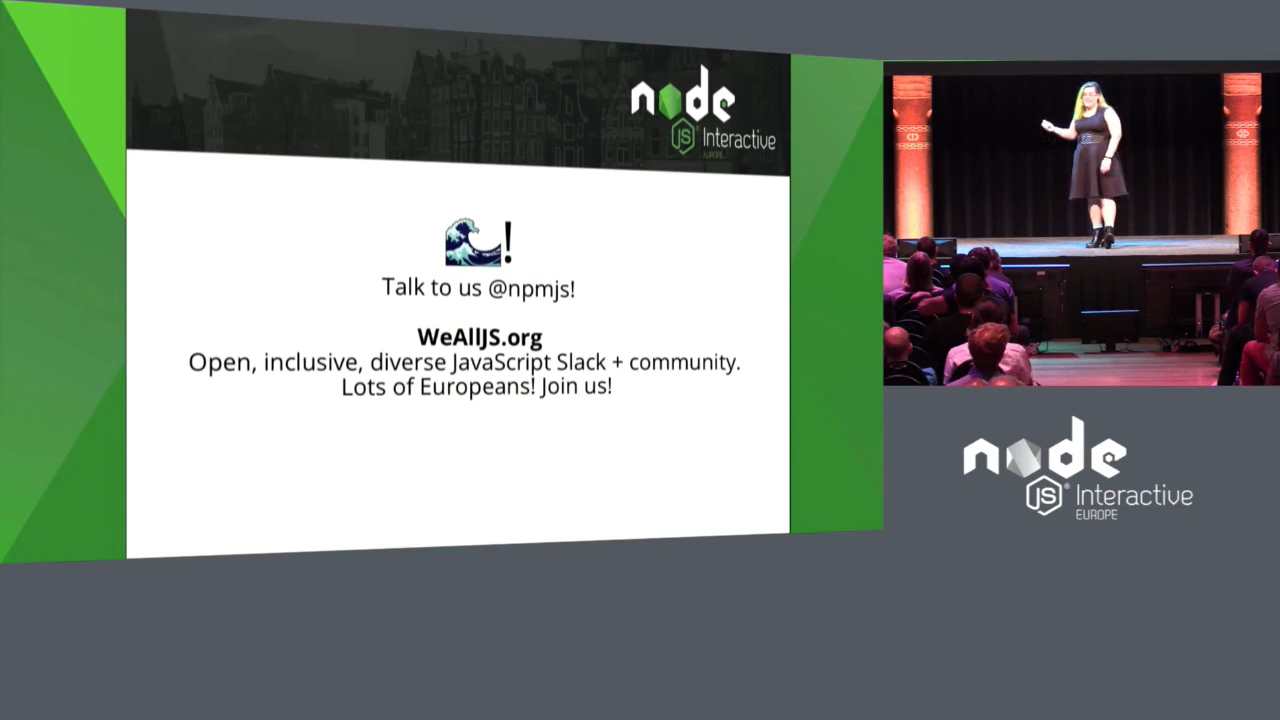 node
JS Interactive
EUROPE
🌊!
Talk to us @npmjs!
WeAllJS.org
Open, inclusive, diverse JavaScript Slack + community.
Lots of Europeans! Join us!
node
JS® Interactive
EUROPE